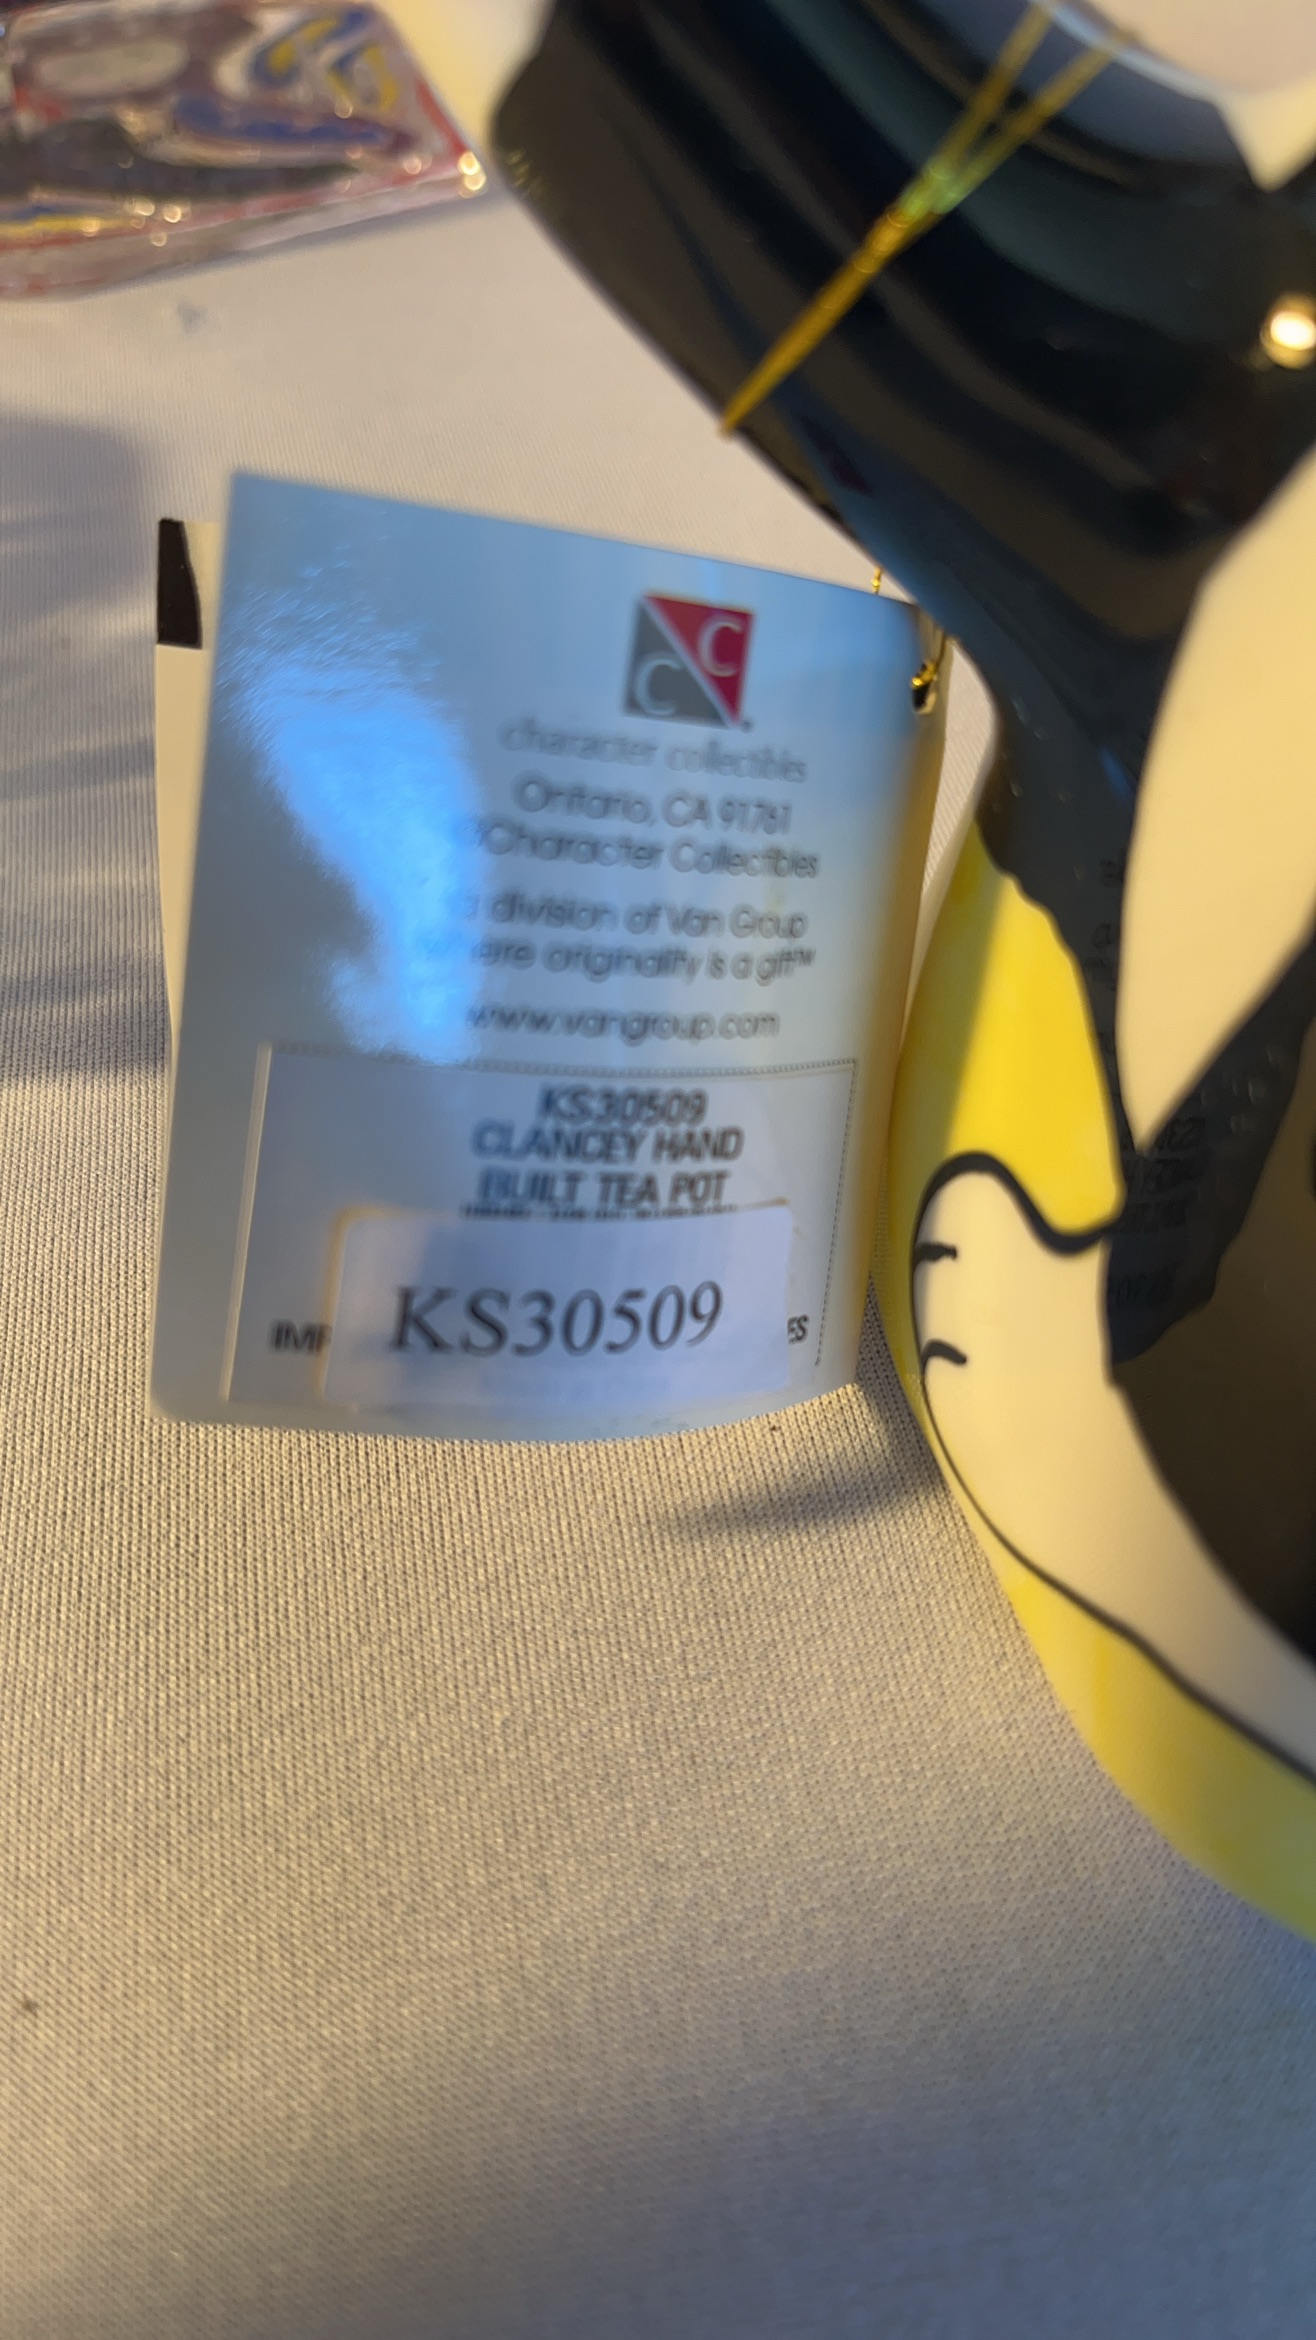 C
C
character collectibles
Ontario, CA 91761
©Character Collectibles
a division of Van Group
where originality is a gift™
www.vangroup.com
KS30509
CLANCEY HAND
BUILT TEA POT
KS30509